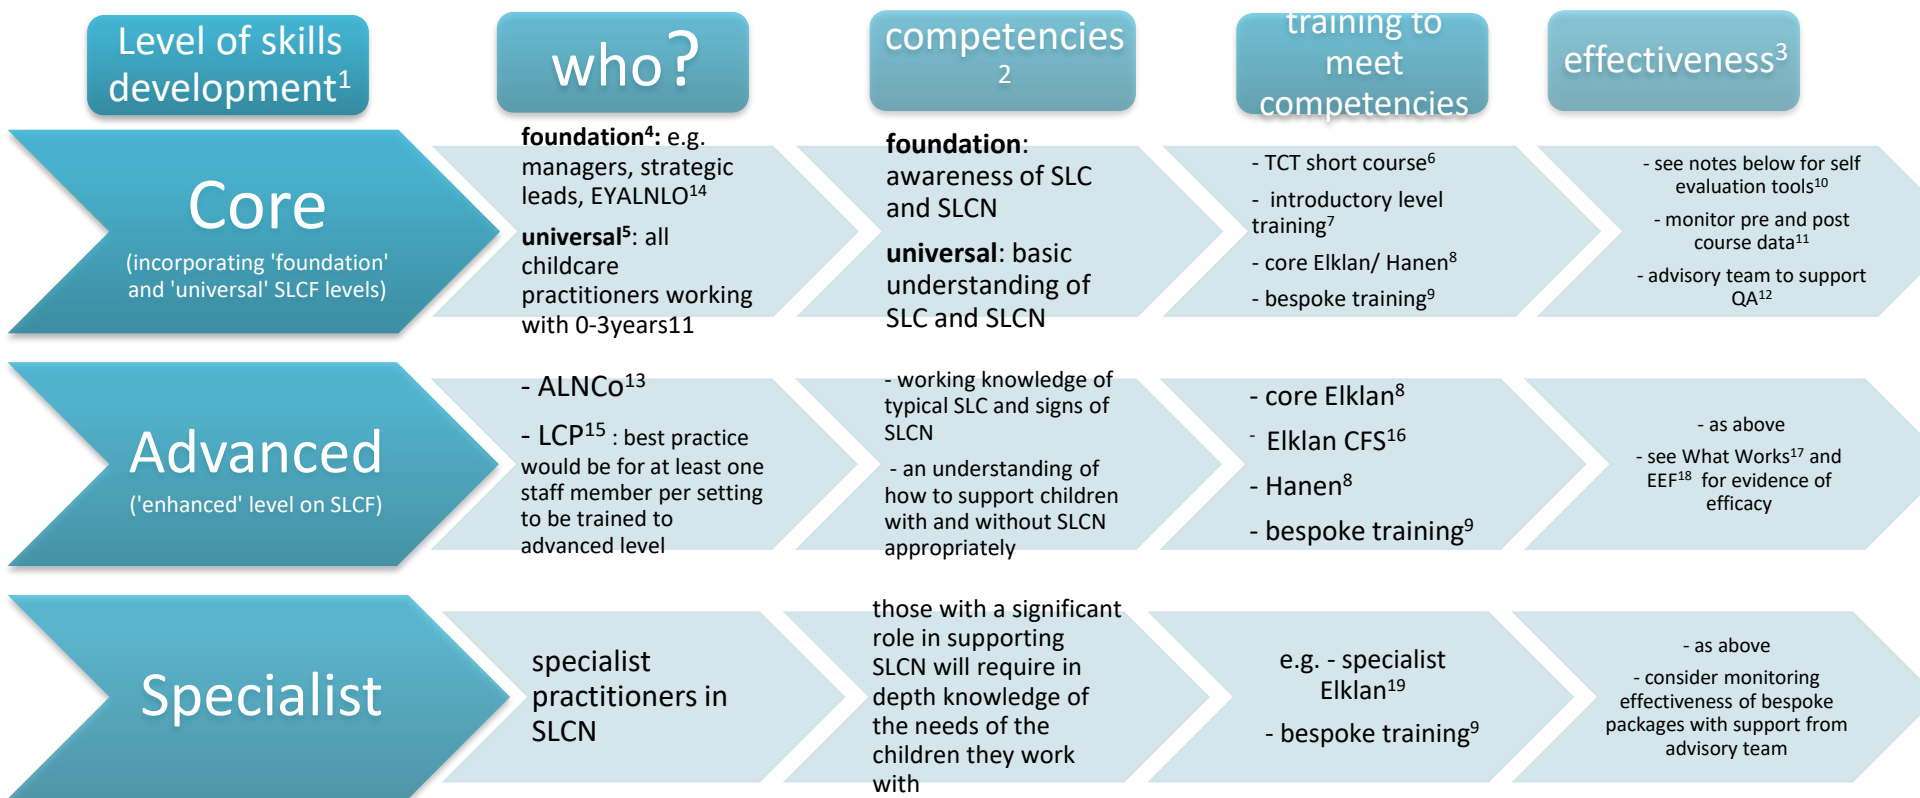 Level of skills
development¹
who?
competencies
2
training to
meet
competencies
effectiveness³
Core
(incorporating 'foundation'
and 'universal' SLCF levels)
foundation⁴: e.g.
managers, strategic
leads, EYALNLO¹⁴
universal⁵: all
childcare
practitioners working
with 0-3years11
foundation:
awareness of SLC
and SLCN
universal: basic
understanding of
SLC and SLCN
- TCT short course⁶
- introductory level
training⁷
- core Elklan/ Hanen⁸
- bespoke training⁹
- see notes below for self
evaluation tools¹⁰
- monitor pre and post
course data¹¹
- advisory team to support
QA¹²
Advanced
('enhanced' level on SLCF)
- ALNCo¹³
- LCP¹⁵ : best practice
would be for at least one
staff member per setting
to be trained to
advanced level
- working knowledge of
typical SLC and signs of
SLCN
- an understanding of
how to support children
with and without SLCN
appropriately
- core Elklan⁸
- Elklan CFS¹⁶
- Hanen⁸
- bespoke training⁹
- as above
- see What Works¹⁷ and
EEF¹⁸ for evidence of
efficacy
Specialist
specialist
practitioners in
SLCN
those with a significant
role in supporting
SLCN will require in
depth knowledge of
the needs of the
children they work
with
e.g. - specialist
Elklan¹⁹
- bespoke training⁹
- as above
- consider monitoring
effectiveness of bespoke
packages with support from
advisory team